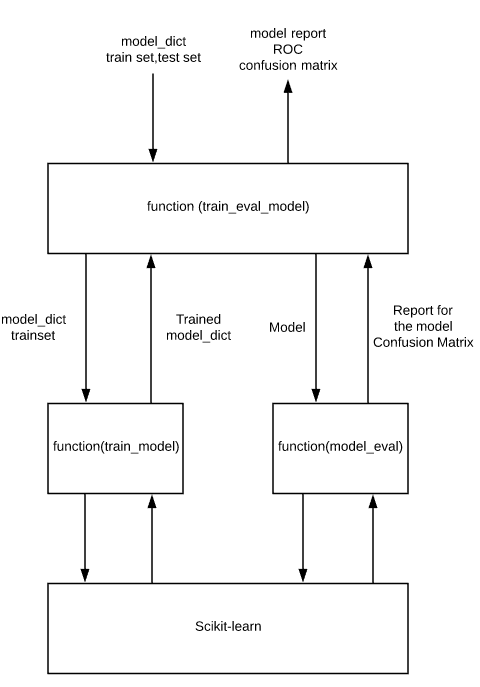 model_dict
train set,test set
model report
ROC
confusion matrix
function (train_eval_model)
model_dict
trainset
Trained
model_dict
Model
Report for
the model
Confusion Matrix
function(train_model)
function(model_eval)
Scikit-learn